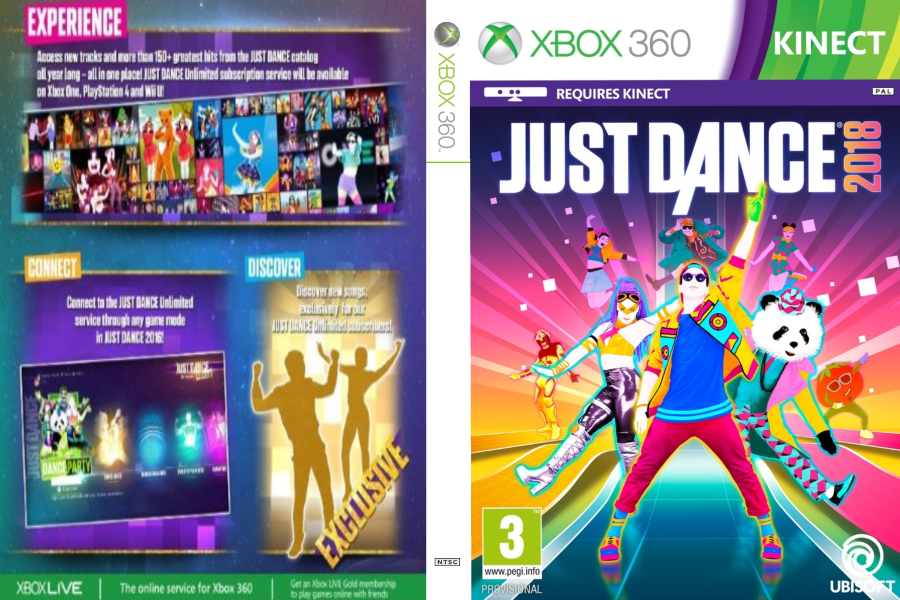 EXPERIENCE
Access new tracks and more than 150+ greatest hits from the JUST DANCE catalog
all year long – all in one place! JUST DANCE Unlimited subscription service will be available
on Xbox One, PlayStation 4 and Wii U!
CONNECT
Connect to the JUST DANCE Unlimited
service through any game mode
in JUST DANCE 2016!
JUST DANCE
DANCE PARTY
DISCOVER
Discover new songs,
exclusively for our
JUST DANCE Unlimited subscribers!
EXCLUSIVE
XBOX LIVE
The online service for Xbox 360
Get an Xbox LIVE Gold membership
to play games online with friends
XBOX 360.
NTSC
XBOX 360
KINECT
REQUIRES KINECT
PAL
JUST DANCE®
2018
3
www.pegi.info
PROVISIONAL
UBISOFT